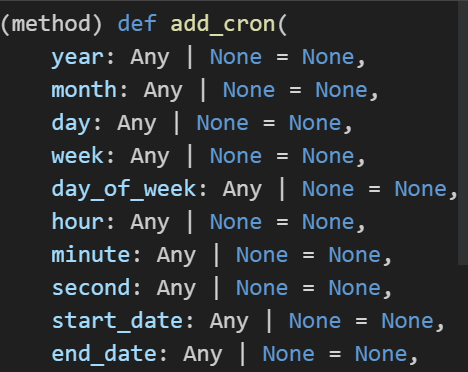 (method) def add_cron(
year: Any | None = None,
month: Any | None = None,
day: Any | None = None,
week: Any | None = None,
day_of_week: Any | None = None,
hour: Any | None = None,
minute: Any | None = None,
second: Any | None = None,
start_date: Any | None = None,
end_date: Any | None = None,